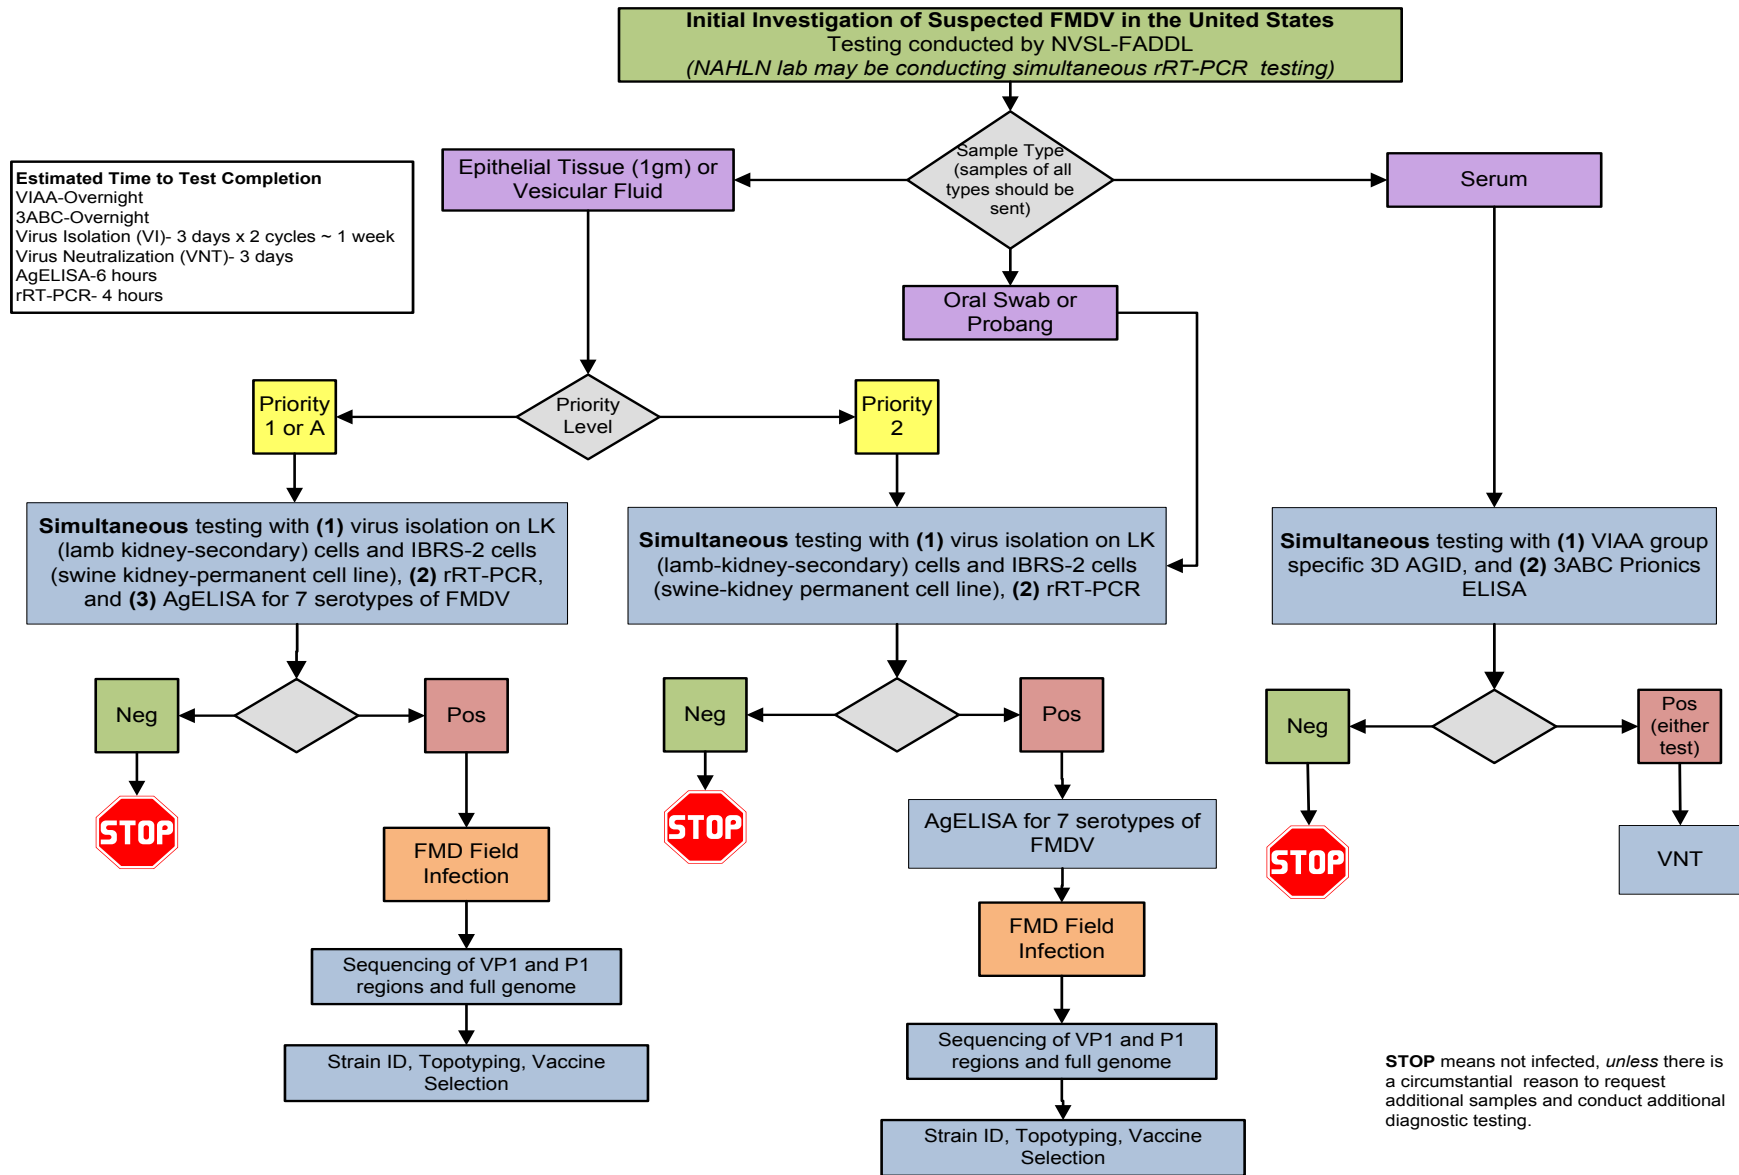 Initial Investigation of Suspected FMDV in the United States
Testing conducted by NVSL-FADDL
(NAHLN lab may be conducting simultaneous rRT-PCR testing)
Estimated Time to Test Completion
VIAA-Overnight
3ABC-Overnight
Virus Isolation (VI)- 3 days x 2 cycles ~ 1 week
Virus Neutralization (VNT)- 3 days
AgELISA-6 hours
rRT-PCR- 4 hours
Epithelial Tissue (1gm) or
Vesicular Fluid
Sample Type
(samples of all
types should be
sent)
Serum
Oral Swab or
Probang
Priority
1 or A
Priority
Level
Priority
2
Simultaneous testing with (1) virus isolation on LK
(lamb kidney-secondary) cells and IBRS-2 cells
(swine kidney-permanent cell line), (2) rRT-PCR,
and (3) AgELISA for 7 serotypes of FMDV
Simultaneous testing with (1) virus isolation on LK
(lamb-kidney-secondary) cells and IBRS-2 cells
(swine-kidney permanent cell line), (2) rRT-PCR
Simultaneous testing with (1) VIAA group
specific 3D AGID, and (2) 3ABC Prionics
ELISA
Neg
Pos
Neg
Pos
Neg
Pos
(either
test)
STOP
STOP
STOP
FMD Field
Infection
AgELISA for 7 serotypes of
FMDV
VNT
Sequencing of VP1 and P1
regions and full genome
FMD Field
Infection
Strain ID, Topotyping, Vaccine
Selection
Sequencing of VP1 and P1
regions and full genome
Strain ID, Topotyping, Vaccine
Selection
STOP means not infected, unless there is
a circumstantial reason to request
additional samples and conduct additional
diagnostic testing.